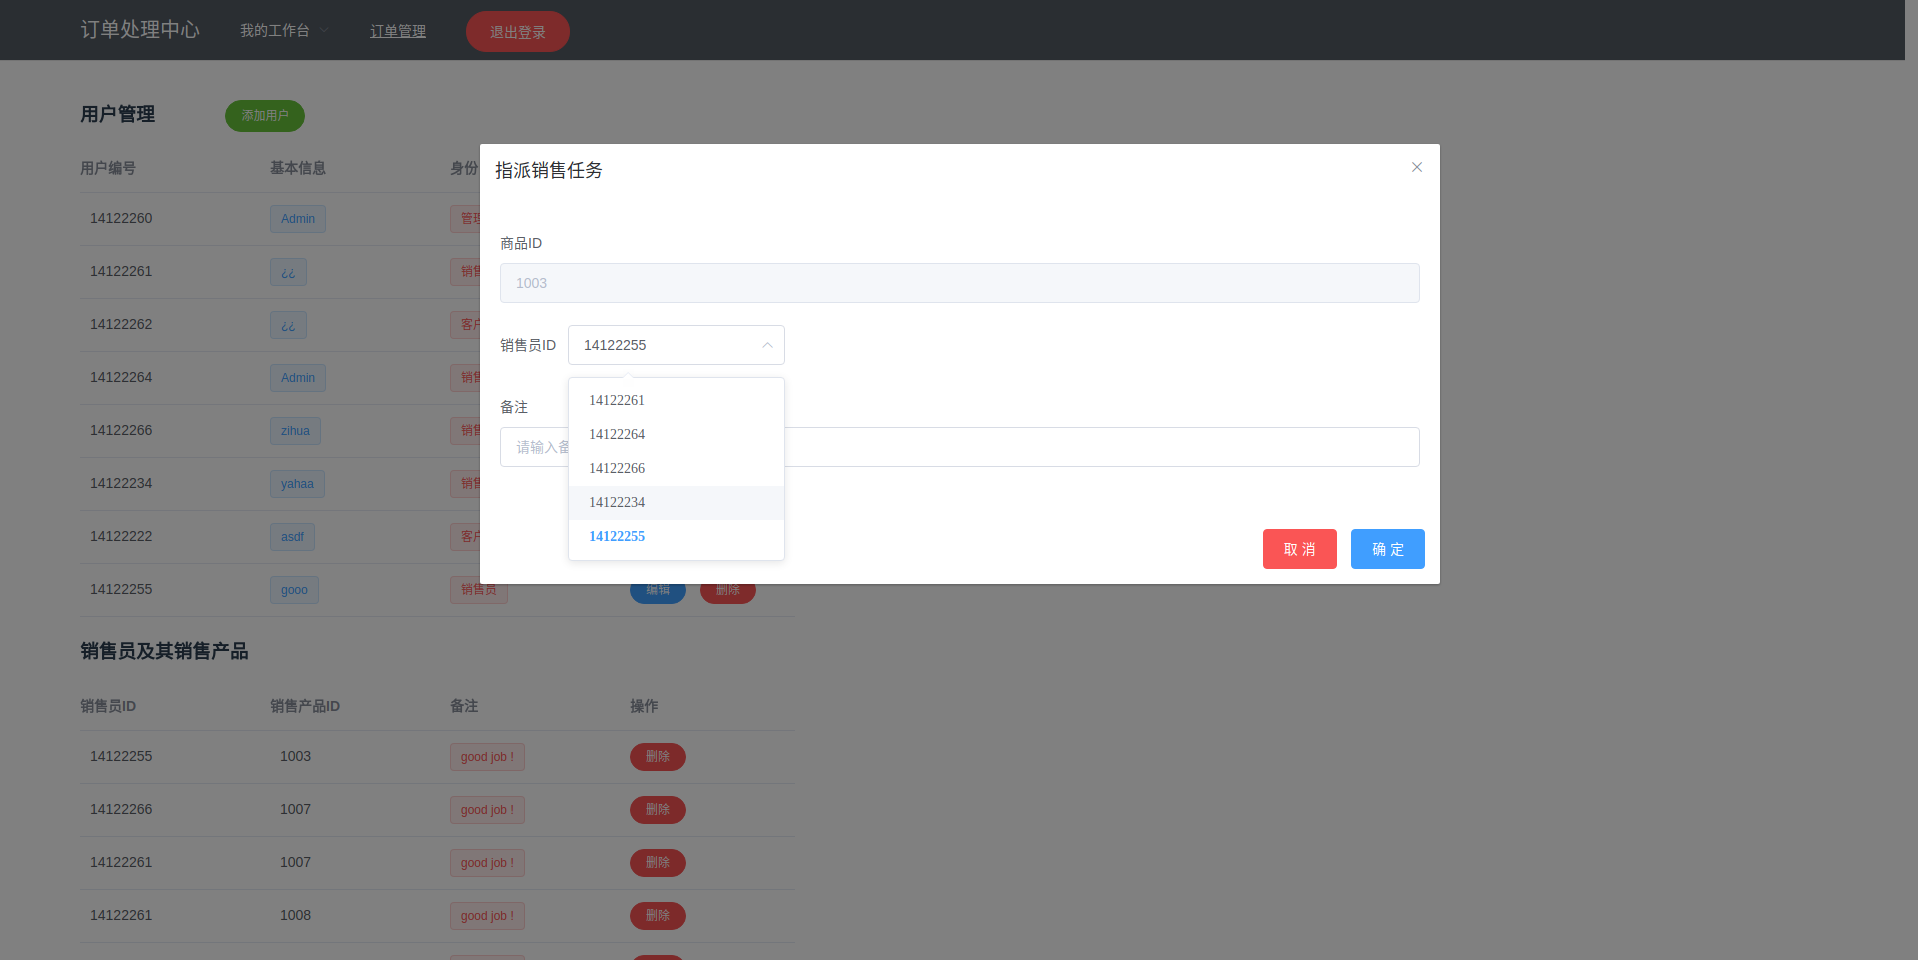 订单处理中心 我的工作台 订单管理 退出登录
用户管理 添加用户
用户编号 基本信息 身份
14122260 Admin 管理
14122261 ¿¿ 销售
14122262 ¿¿ 客户
14122264 Admin 销售
14122266 zihua 销售
14122234 yahaa 销售
14122222 asdf 客户
14122255 gooo 销售员 编辑 删除
指派销售任务
商品ID
1003
销售员ID 14122255
14122261
14122264
14122266
14122234
14122255
备注
请输入备
取 消 确 定
销售员及其销售产品
销售员ID 销售产品ID 备注 操作
14122255 1003 good job ! 删除
14122266 1007 good job ! 删除
14122261 1007 good job ! 删除
14122261 1008 good job ! 删除